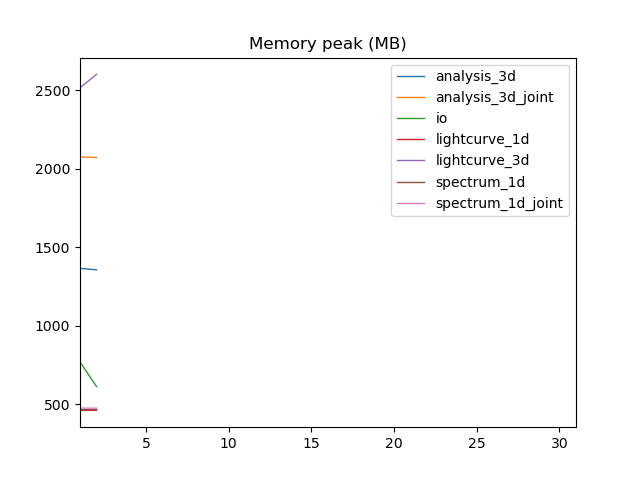 Memory peak (MB)
2500
2000
1500
1000
500
5
10
15
20
25
30
analysis_3d
analysis_3d_joint
io
lightcurve_1d
lightcurve_3d
spectrum_1d
spectrum_1d_joint